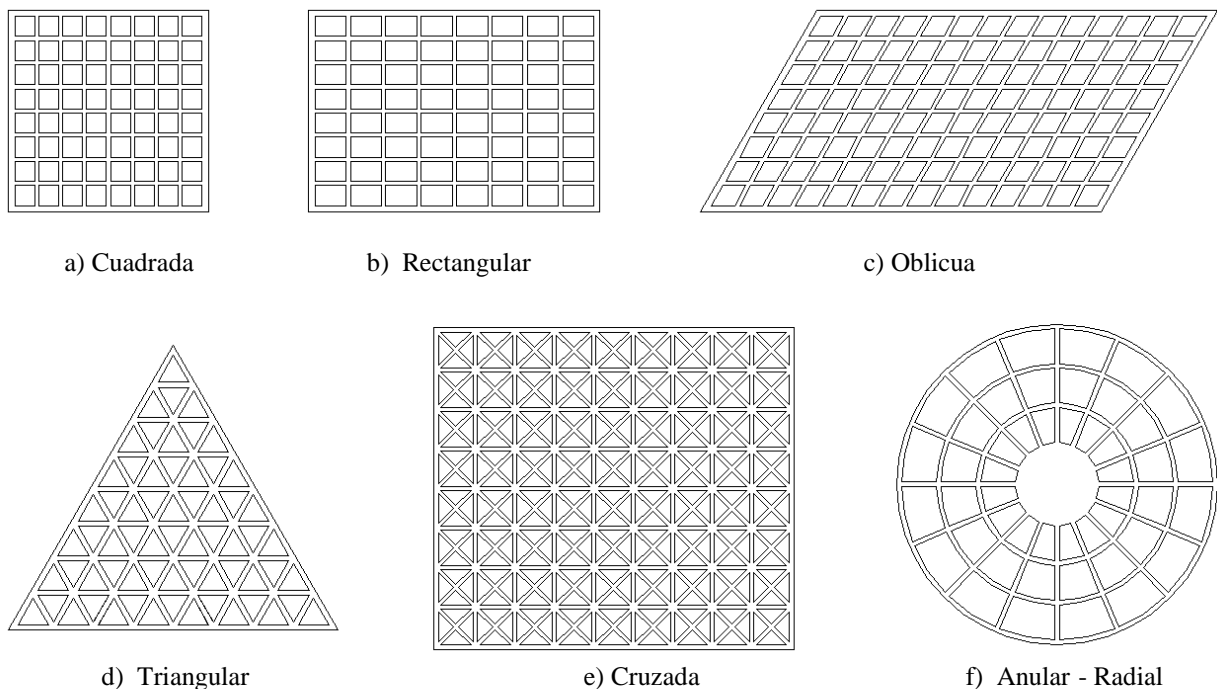 a) Cuadrada
b) Rectangular
c) Oblicua
d) Triangular
e) Cruzada
f) Anular - Radial